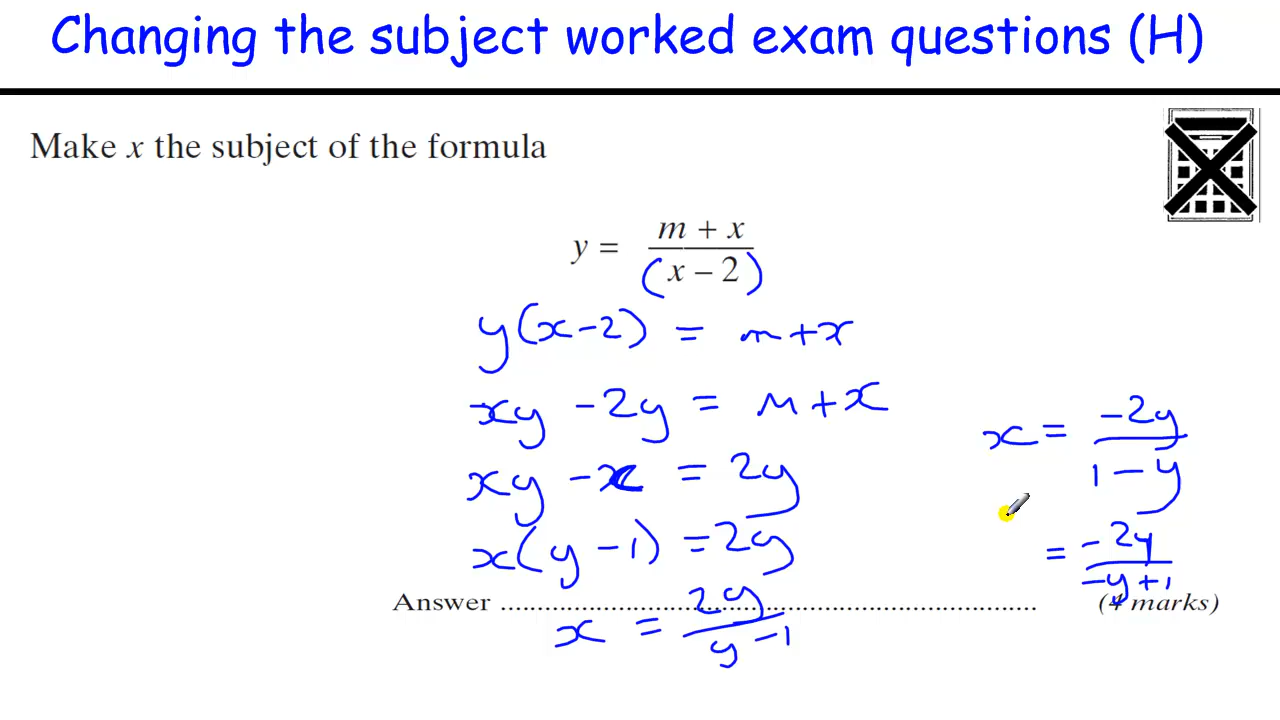 Changing the subject worked exam questions (H)
Make x the subject of the formula
y = m + x / (x – 2)
y(x-2) = m+x
xy -2y = m+x
xy -x = 2y
x(y -1) =2y
x = 2y / y -1
x = -2y / 1-y
= -2y / -y+1
Answer ........................................................................ (4 marks)